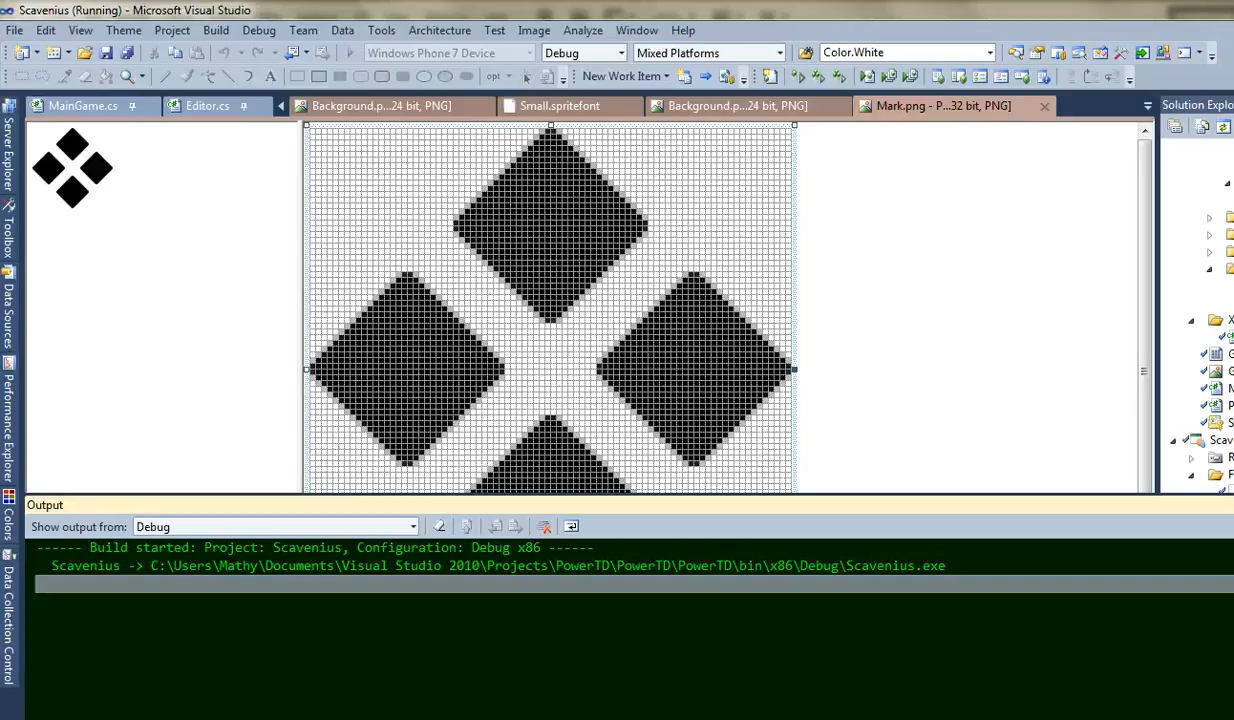 Scavenius (Running) - Microsoft Visual Studio
File Edit View Theme Project Build Debug Team Data Tools Architecture Test Image Analyze Window Help
Windows Phone 7 Device Debug Mixed Platforms Color.White
opt New Work Item
MainGame.cs Editor.cs Background.p...24 bit, PNG] Small.spritefont Background.p...24 bit, PNG] Mark.png - P...32 bit, PNG] Solution Explo
Server Explorer
Toolbox
Data Sources
Performance Explorer
Colors
Data Collection Control
X
G
G
M
P
S
Scav
R
F
Output
Show output from: Debug
------ Build started: Project: Scavenius, Configuration: Debug x86 ------
Scavenius -> C:\Users\Mathy\Documents\Visual Studio 2010\Projects\PowerTD\PowerTD\PowerTD\bin\x86\Debug\Scavenius.exe